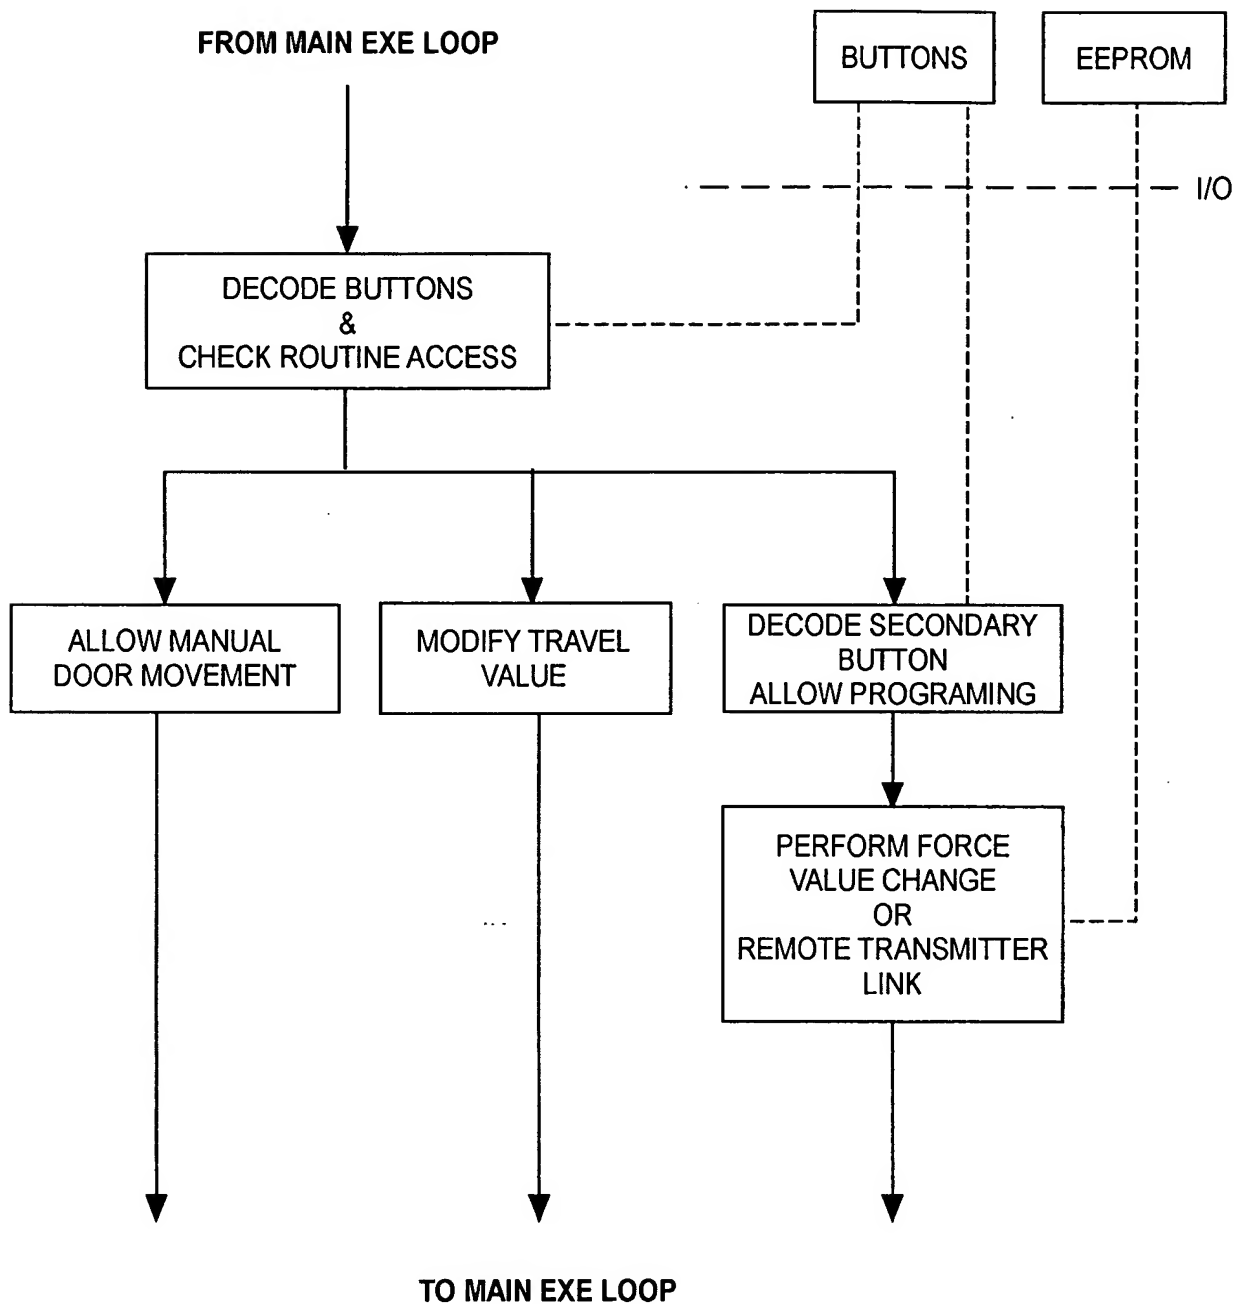 FROM MAIN EXE LOOP
BUTTONS
EEPROM
I/O
DECODE BUTTONS
&
CHECK ROUTINE ACCESS
ALLOW MANUAL
DOOR MOVEMENT
MODIFY TRAVEL
VALUE
DECODE SECONDARY
BUTTON
ALLOW PROGRAMING
PERFORM FORCE
VALUE CHANGE
OR
REMOTE TRANSMITTER
LINK
TO MAIN EXE LOOP